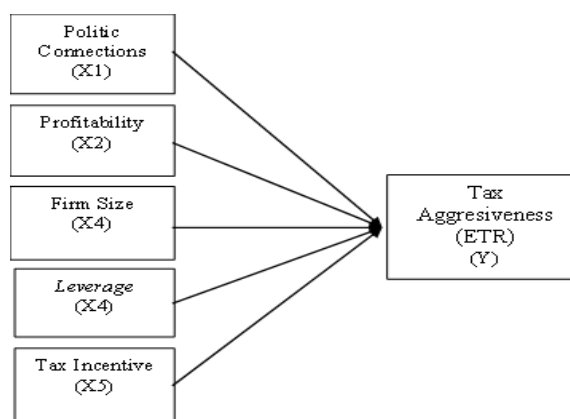 Politic
Connections
(X1)
Profitability
(X2)
Firm Size
(X4)
Leverage
(X4)
Tax Incentive
(X5)
Tax
Aggresiveness
(ETR)
(Y)